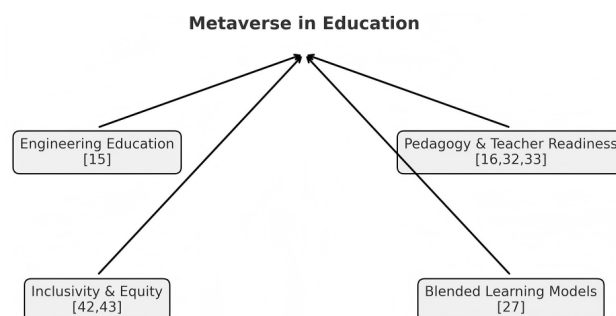 Metaverse in Education
Engineering Education
[15]
Pedagogy & Teacher Readiness
[16,32,33]
Inclusivity & Equity
[42,43]
Blended Learning Models
[27]